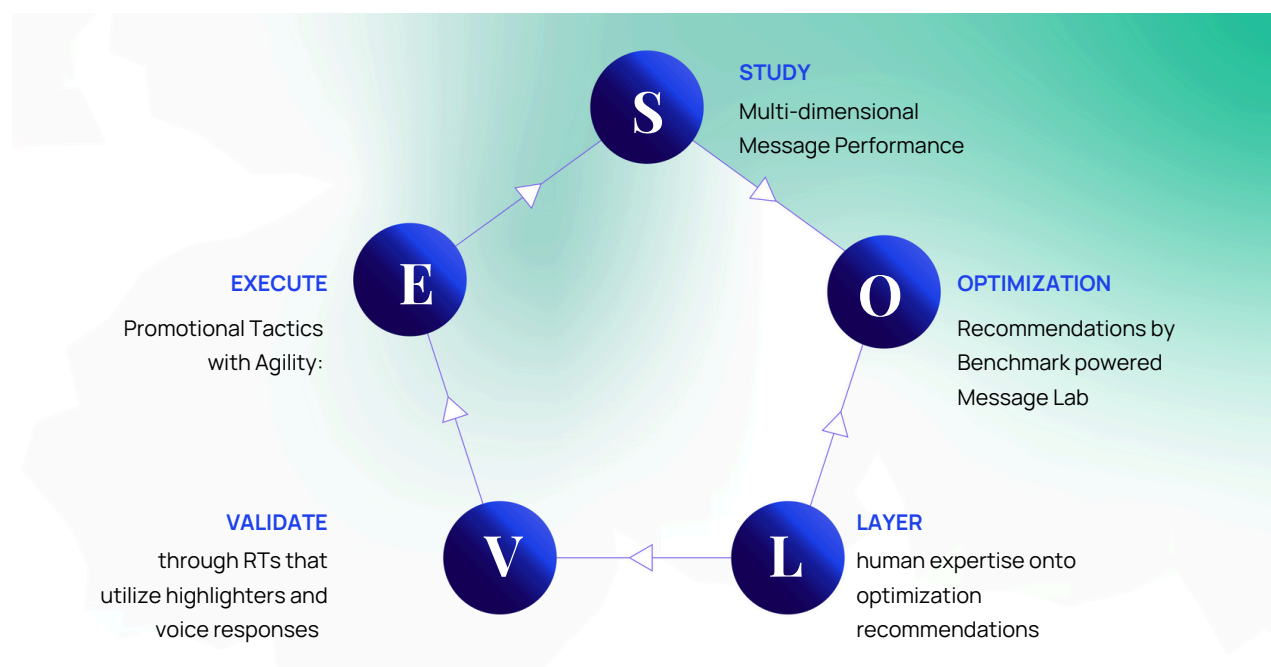 S
STUDY
Multi-dimensional
Message Performance
O
OPTIMIZATION
Recommendations by
Benchmark powered
Message Lab
L
LAYER
human expertise onto
optimization
recommendations
V
VALIDATE
through RTs that
utilize highlighters and
voice responses
E
EXECUTE
Promotional Tactics
with Agility: